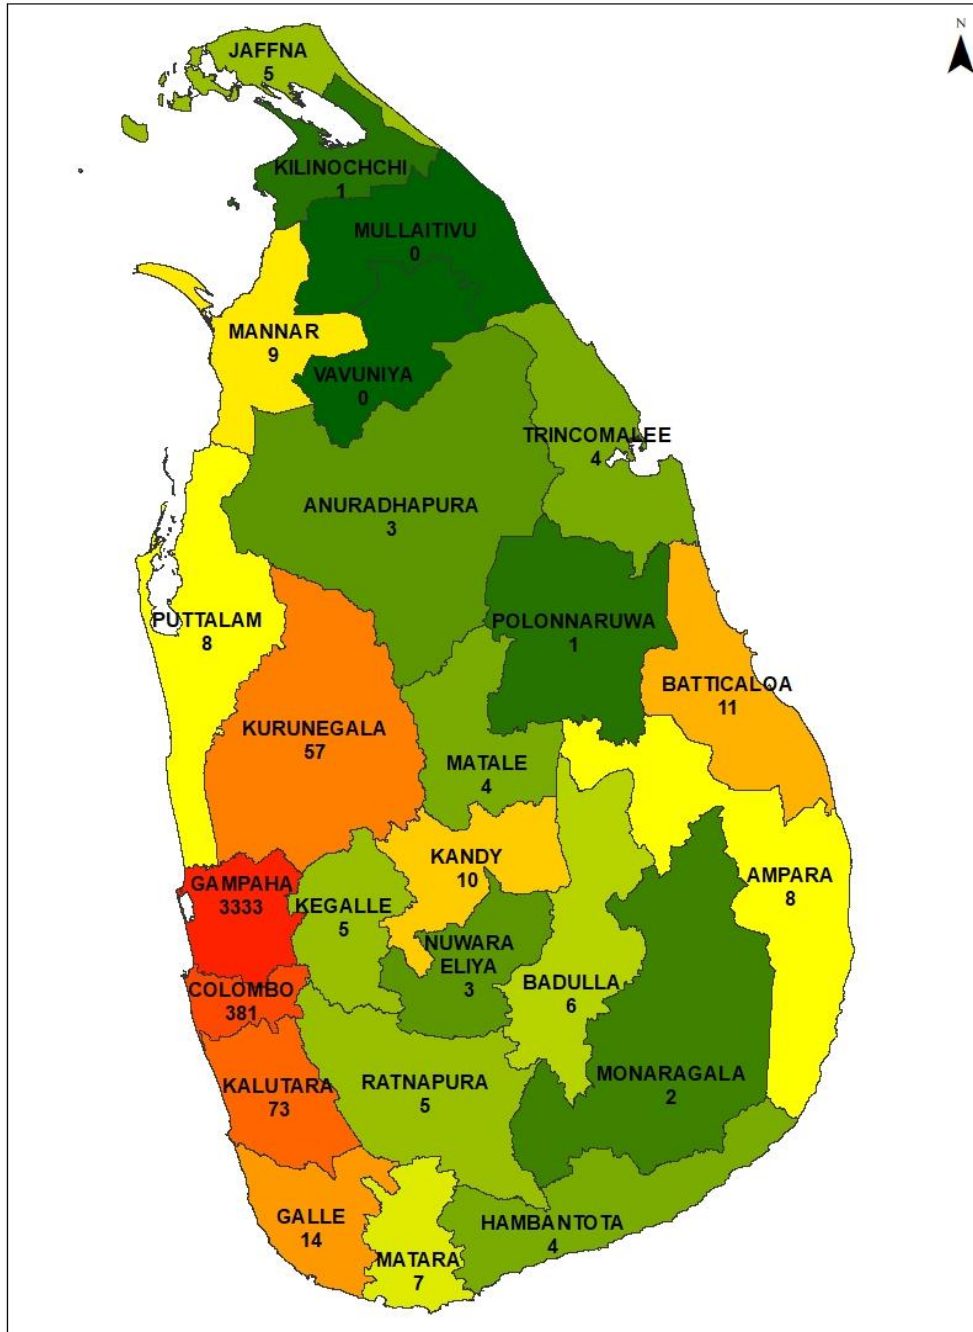 N
JAFFNA
5
KILINOCHCHI
1
MULLAITIVU
0
MANNAR
9
VAVUNIYA
0
TRINCOMALEE
4
ANURADHAPURA
3
PUTTALAM
8
POLONNARUWA
1
BATTICALOA
11
KURUNEGALA
57
MATALE
4
KANDY
10
AMPARA
8
GAMPAHA
3333
KEGALLE
5
NUWARA
ELIYA
3
BADULLA
6
COLOMBO
381
MONARAGALA
2
RATNAPURA
5
KALUTARA
73
GALLE
14
HAMBANTOTA
4
MATARA
7